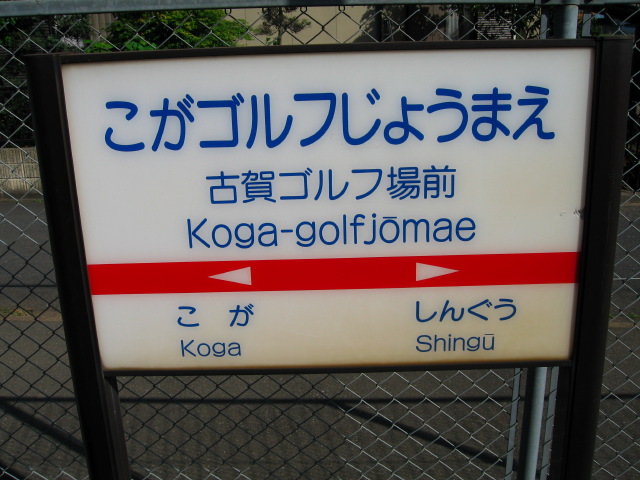 こがゴルフじょうまえ
古賀ゴルフ場前
Koga-golfjōmae
こが しんぐう
Koga Shingū